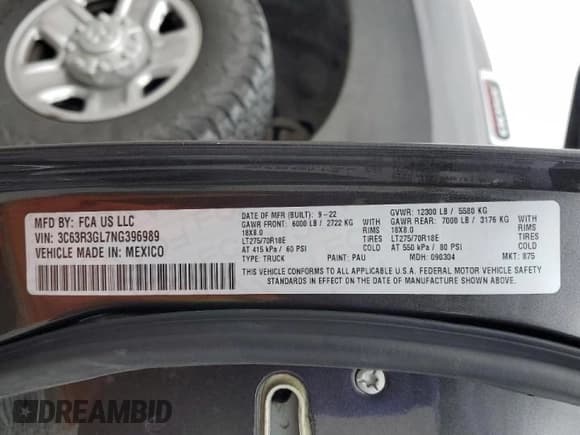 MFD BY: FCA US LLC
VIN: 3C63R3GL7NG396989
VEHICLE MADE IN: MEXICO
DATE OF MFR (BUILT): 9-22
GAWR FRONT: 6000 LB / 2722 KG
18X8.0 RIMS
LT275/70R18E TIRES
AT 415 kPa / 60 PSI COLD
TYPE: TRUCK PAINT: PAU
GVWR: 12300 LB / 5580 KG
GAWR REAR: 7000 LB / 3176 KG
18X8.0 RIMS
LT275/70R18E TIRES
AT 550 kPa / 80 PSI COLD
MDH: 090304 MKT: 875
THIS VEHICLE CONFORMS TO ALL APPLICABLE U.S.A. FEDERAL MOTOR VEHICLE SAFETY
STANDARDS IN EFFECT ON THE DATE OF MANUFACTURE SHOWN ABOVE.
DREAMBID